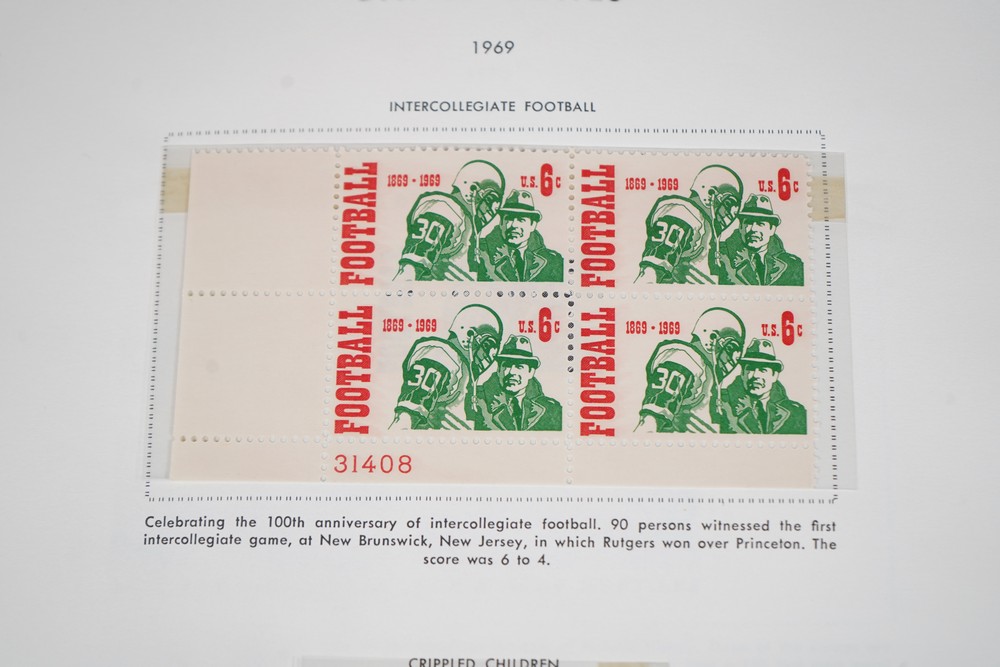 1969
INTERCOLLEGIATE FOOTBALL
FOOTBALL
1869 - 1969
U.S. 6c
30
FOOTBALL
1869 - 1969
U.S. 6c
30
FOOTBALL
1869 - 1969
U.S. 6c
30
FOOTBALL
1869 - 1969
U.S. 6c
30
31408
Celebrating the 100th anniversary of intercollegiate football. 90 persons witnessed the first
intercollegiate game, at New Brunswick, New Jersey, in which Rutgers won over Princeton. The
score was 6 to 4.
CRIPPLED CHILDREN